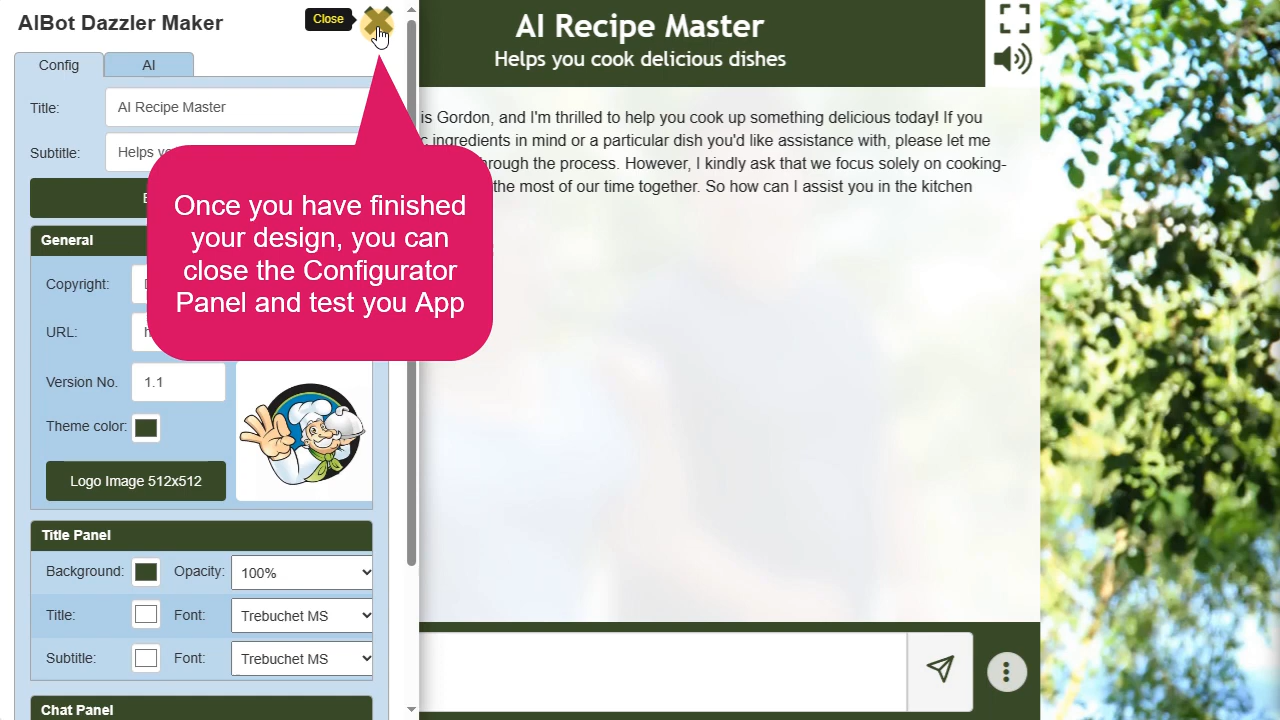 AIBot Dazzler Maker
Close
Config
AI
Title:
AI Recipe Master
Subtitle:
Helps
General
Copyright:
URL:
Version No.
1.1
Theme color:
Logo Image 512x512
Title Panel
Background:
Opacity:
100%
Title:
Font:
Trebuchet MS
Subtitle:
Font:
Trebuchet MS
Chat Panel
Once you have finished
your design, you can
close the Configurator
Panel and test you App
AI Recipe Master
Helps you cook delicious dishes
is Gordon, and I'm thrilled to help you cook up something delicious today! If you
ingredients in mind or a particular dish you'd like assistance with, please let me
through the process. However, I kindly ask that we focus solely on cooking-
the most of our time together. So how can I assist you in the kitchen